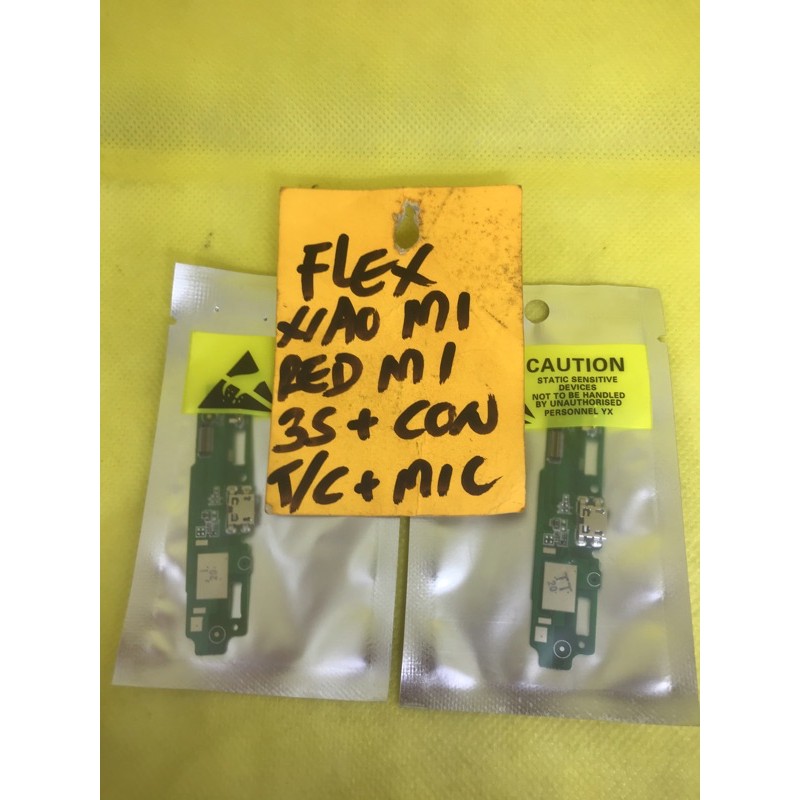 FLEX
XIAO MI
RED MI
3S + CON
T/C + MIC
CAUTION
STATIC SENSITIVE
DEVICES
NOT TO BE HANDLED
BY UNAUTHORISED
PERSONNEL YX